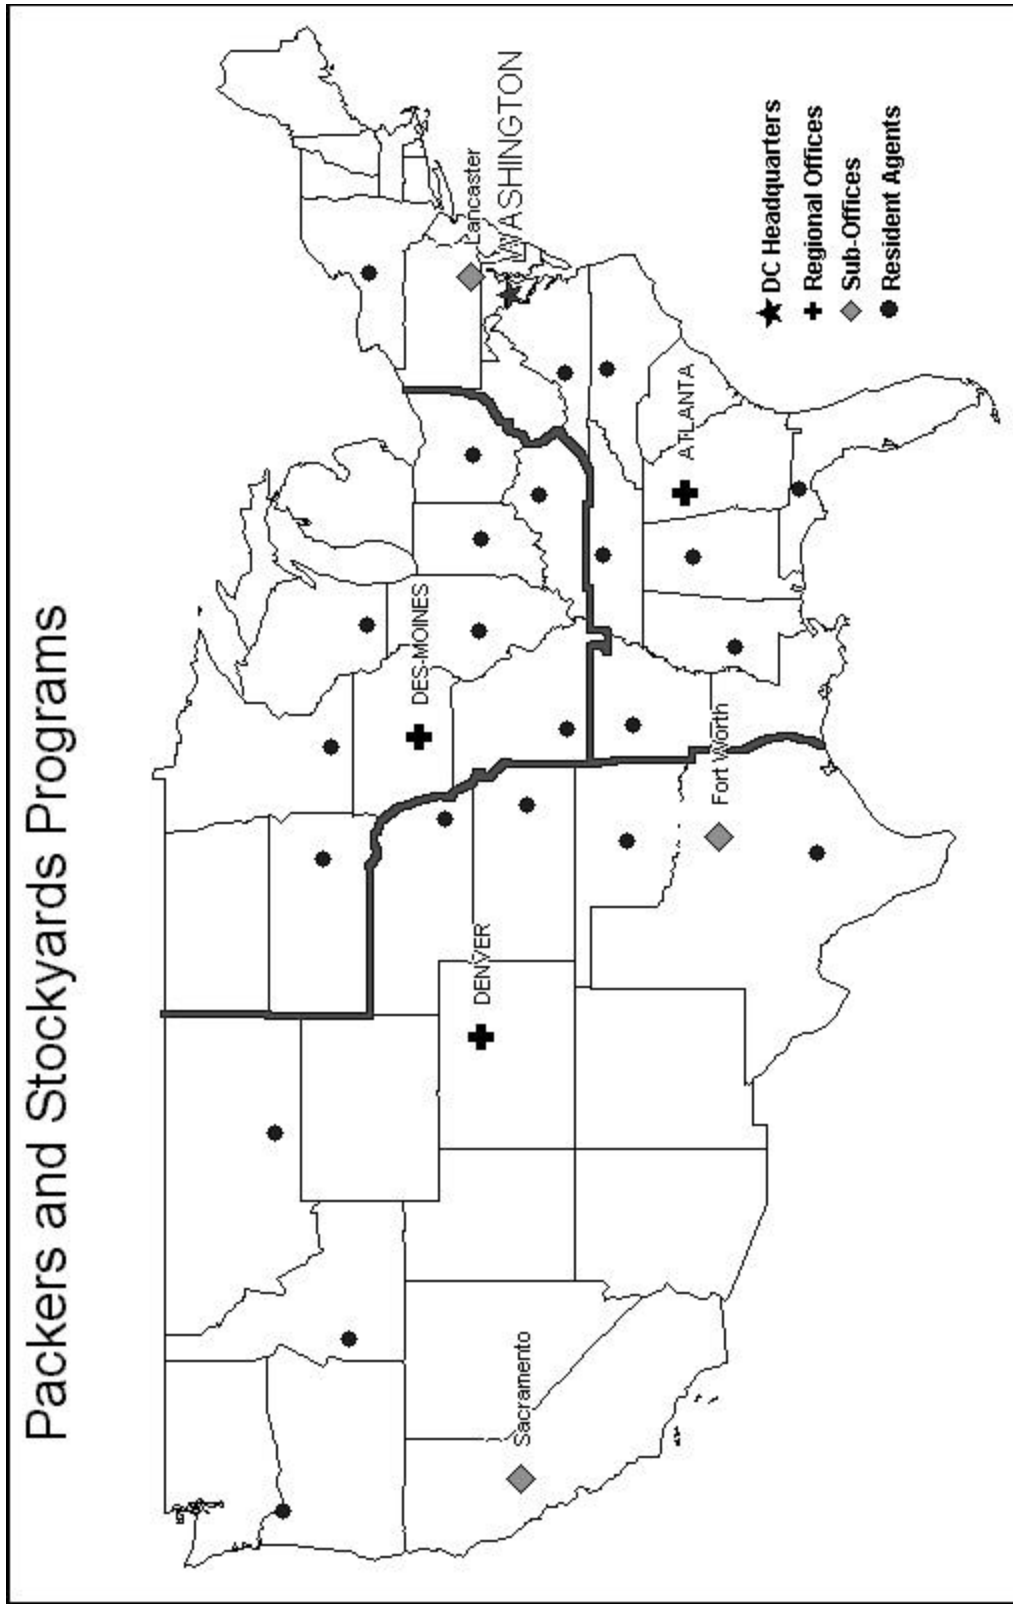 Packers and Stockyards Programs
Lancaster
WASHINGTON
DES-MOINES
DENVER
Sacramento
Fort Worth
ATLANTA
DC Headquarters
Regional Offices
Sub-Offices
Resident Agents